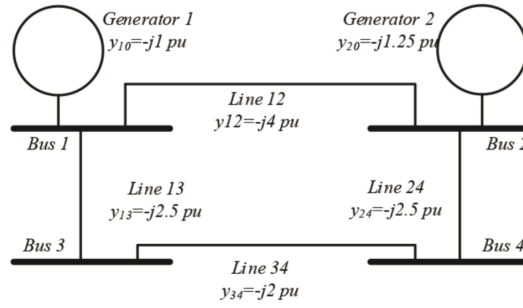 Generator 1
y10=-j1 pu
Generator 2
y20=-j1.25 pu
Line 12
y12=-j4 pu
Bus 1
Bus 2
Line 13
y13=-j2.5 pu
Line 24
y24=-j2.5 pu
Bus 3
Bus 4
Line 34
y34=-j2 pu